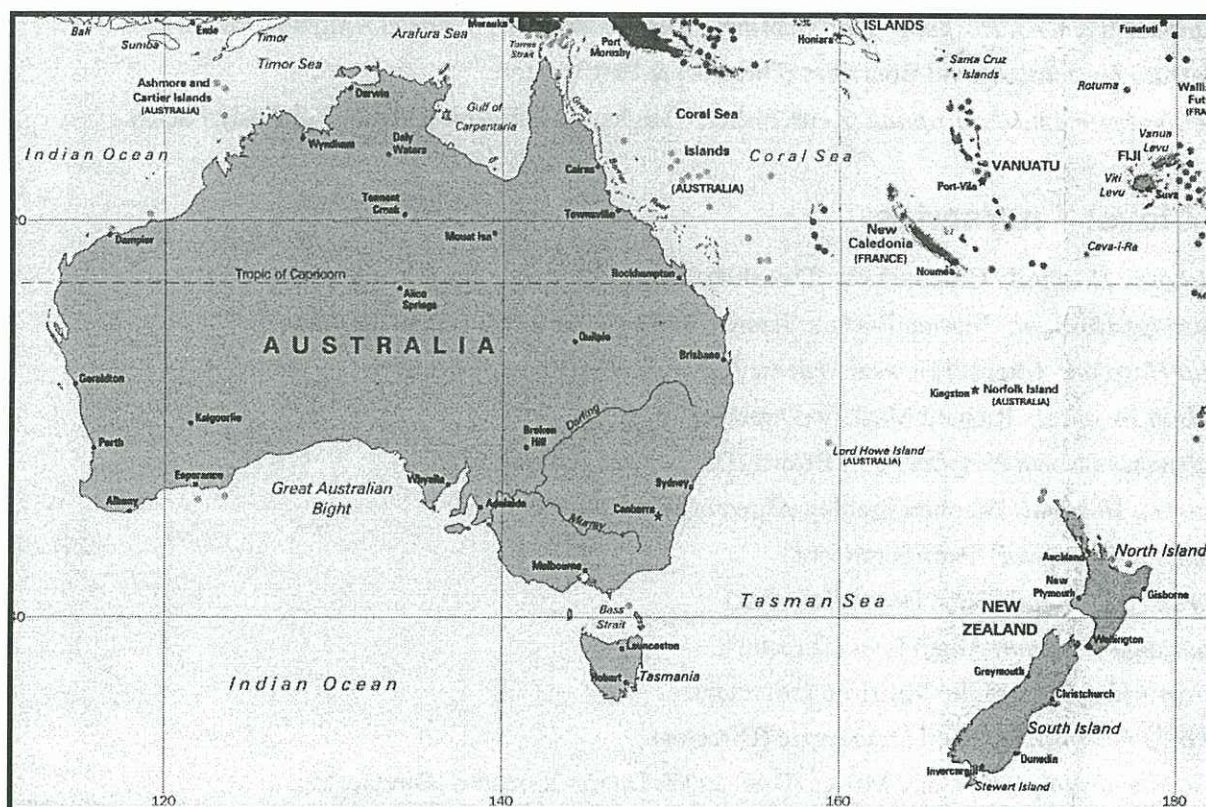 Bali
Sumba
Ende
Timor
Timor Sea
Arafura Sea
Merauke
Torres
Strait
Port
Moresby
Honiara
ISLANDS
Santa Cruz
Islands
Funafuti
Rotuma
Ashmore and
Cartier Islands
(AUSTRALIA)
Darwin
Gulf of
Carpentaria
Great
Barrier
Reef
Coral Sea
Islands
(AUSTRALIA)
Coral Sea
Indian Ocean
Wyndham
Daly
Waters
Cairns
VANUATU
Port-Vila
FIJI
Vanua
Levu
Viti
Levu
Suva
Tennant
Creek
Townsville
20
Dampier
Mount Isa
New
Caledonia
(FRANCE)
Noumea
Ceva-i-Ra
Tropic of Capricorn
Rockhampton
Alice
Springs
AUSTRALIA
Quilpie
Brisbane
Geraldton
Kingston
Norfolk Island
(AUSTRALIA)
Kalgoorlie
Darling
Broken
Hill
Perth
Lord Howe Island
(AUSTRALIA)
Esperance
Whyalla
Sydney
Albany
Great Australian
Bight
Adelaide
Canberra
Murray
Melbourne
Auckland
North Island
New
Plymouth
Gisborne
Bass
Strait
Tasman Sea
NEW
ZEALAND
Wellington
40
Launceston
Hobart
Tasmania
Indian Ocean
Greymouth
Christchurch
South Island
Dunedin
Invercargill
Stewart Island
120
140
160
180